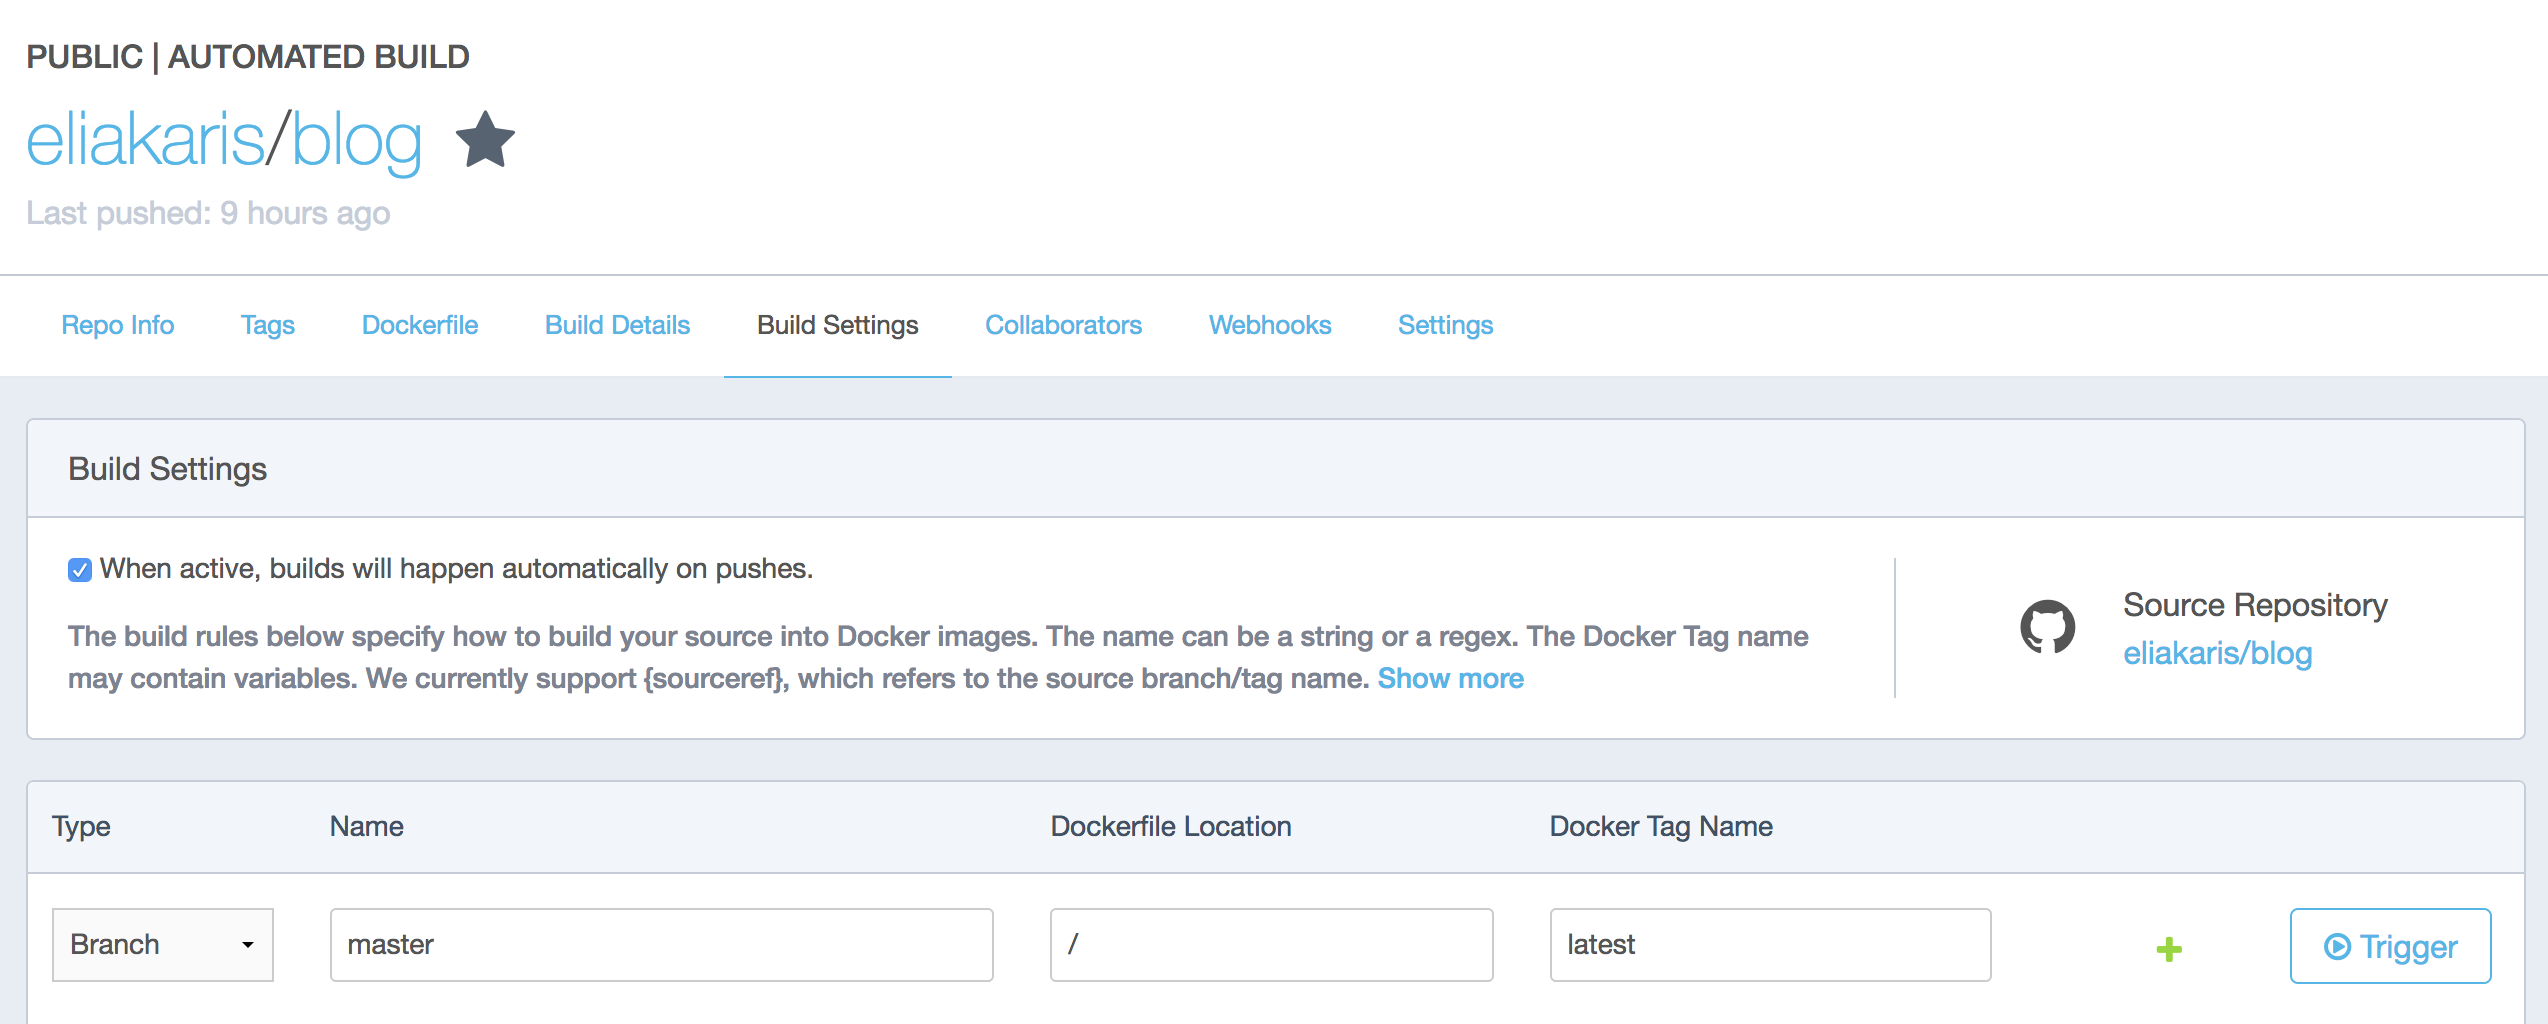 PUBLIC | AUTOMATED BUILD
eliakaris/blog
Last pushed: 9 hours ago
Repo Info Tags Dockerfile Build Details Build Settings Collaborators Webhooks Settings
Build Settings
When active, builds will happen automatically on pushes.
The build rules below specify how to build your source into Docker images. The name can be a string or a regex. The Docker Tag name
may contain variables. We currently support {sourceref}, which refers to the source branch/tag name. Show more
Source Repository
eliakaris/blog
Type Name Dockerfile Location Docker Tag Name
Branch master / latest Trigger